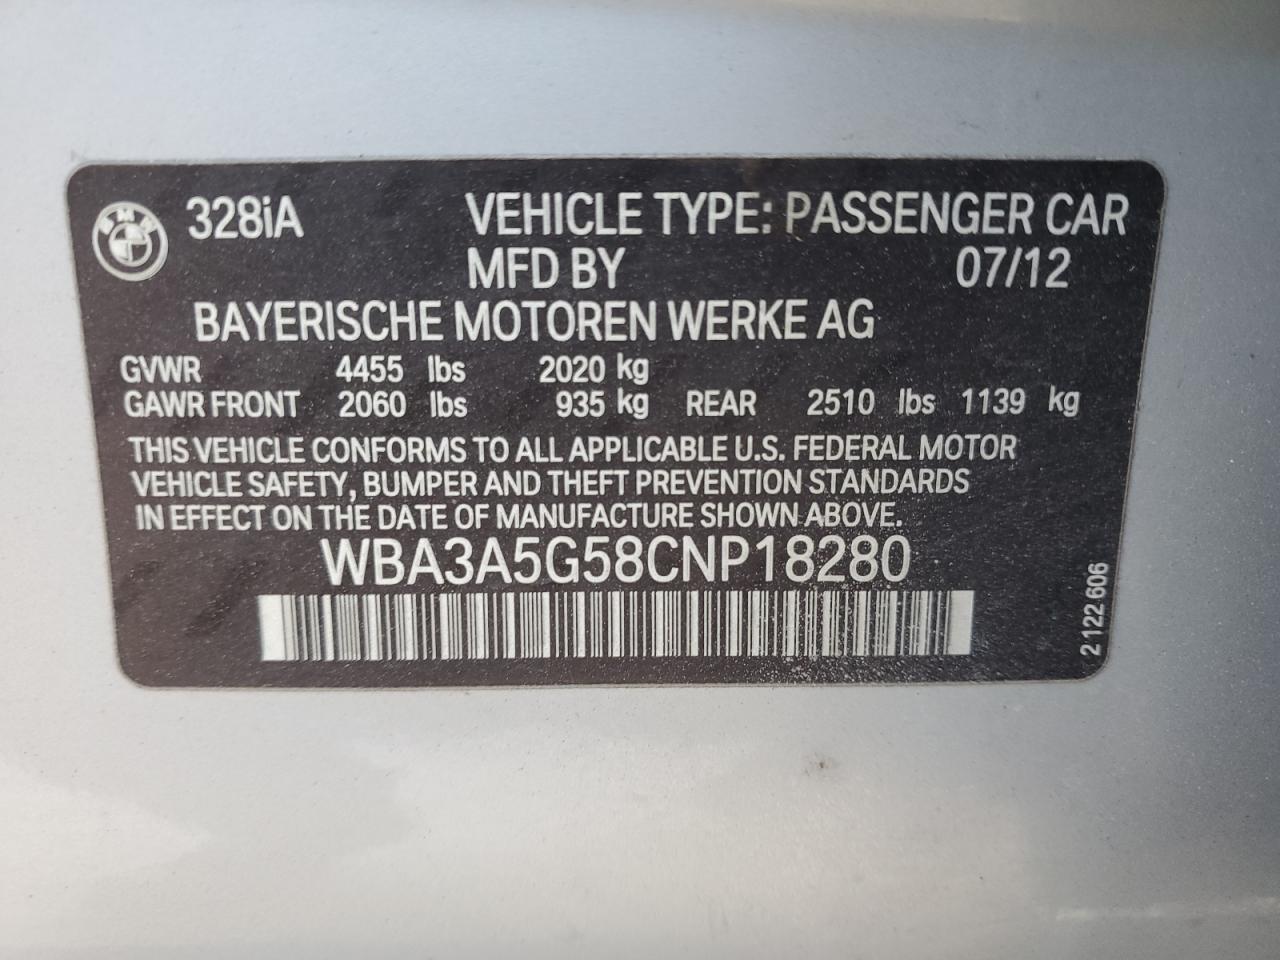 BMW 328iA VEHICLE TYPE: PASSENGER CAR
MFD BY 07/12
BAYERISCHE MOTOREN WERKE AG
GVWR 4455 lbs 2020 kg
GAWR FRONT 2060 lbs 935 kg REAR 2510 lbs 1139 kg
THIS VEHICLE CONFORMS TO ALL APPLICABLE U.S. FEDERAL MOTOR
VEHICLE SAFETY, BUMPER AND THEFT PREVENTION STANDARDS
IN EFFECT ON THE DATE OF MANUFACTURE SHOWN ABOVE.
WBA3A5G58CNP18280
2 122 606